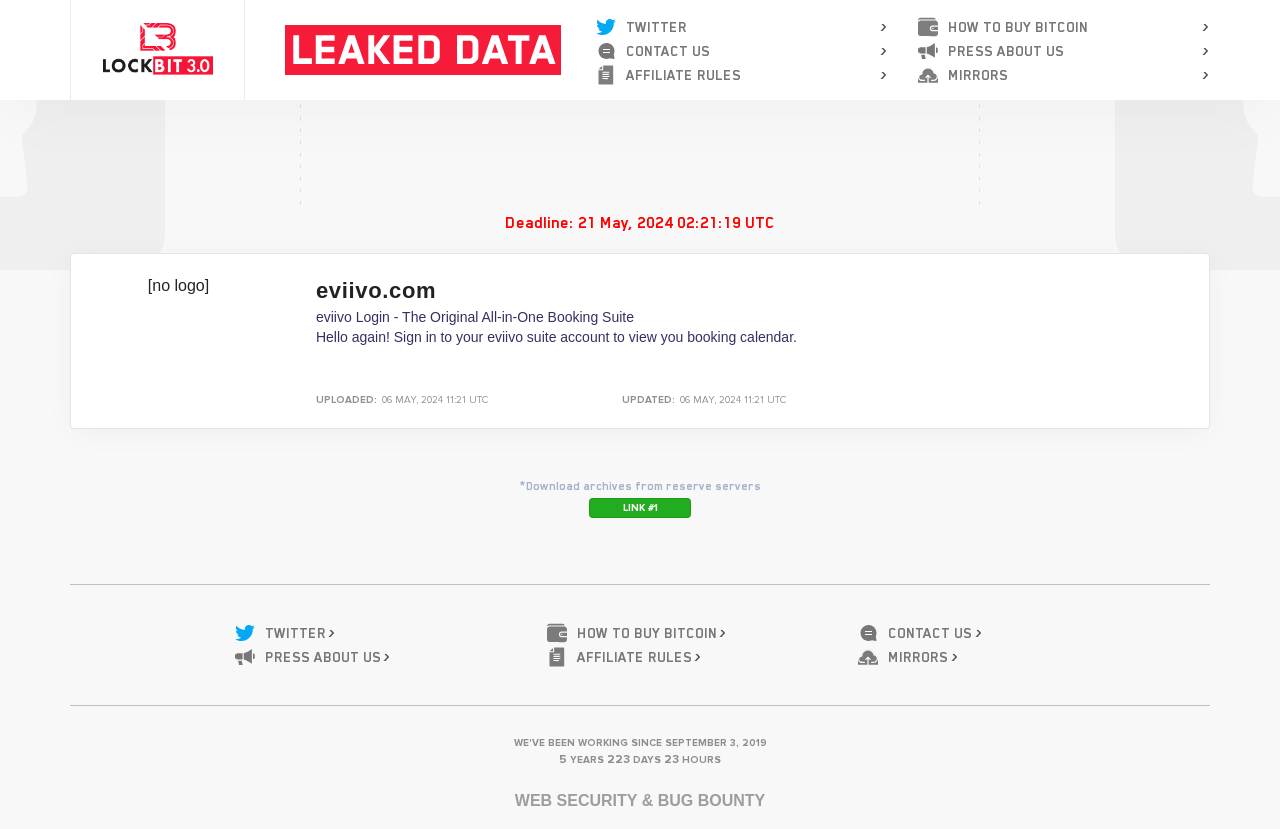 LOCKBIT 3.0
LEAKED DATA
TWITTER >
CONTACT US >
AFFILIATE RULES >
HOW TO BUY BITCOIN >
PRESS ABOUT US >
MIRRORS >
Deadline: 21 May, 2024 02:21:19 UTC
[no logo]
eviivo.com
eviivo Login - The Original All-in-One Booking Suite
Hello again! Sign in to your eviivo suite account to view you booking calendar.
UPLOADED: 06 MAY, 2024 11:21 UTC
UPDATED: 06 MAY, 2024 11:21 UTC
*Download archives from reserve servers
LINK #1
TWITTER >
PRESS ABOUT US >
HOW TO BUY BITCOIN >
AFFILIATE RULES >
CONTACT US >
MIRRORS >
WE'VE BEEN WORKING SINCE SEPTEMBER 3, 2019
5 YEARS 223 DAYS 23 HOURS
WEB SECURITY & BUG BOUNTY